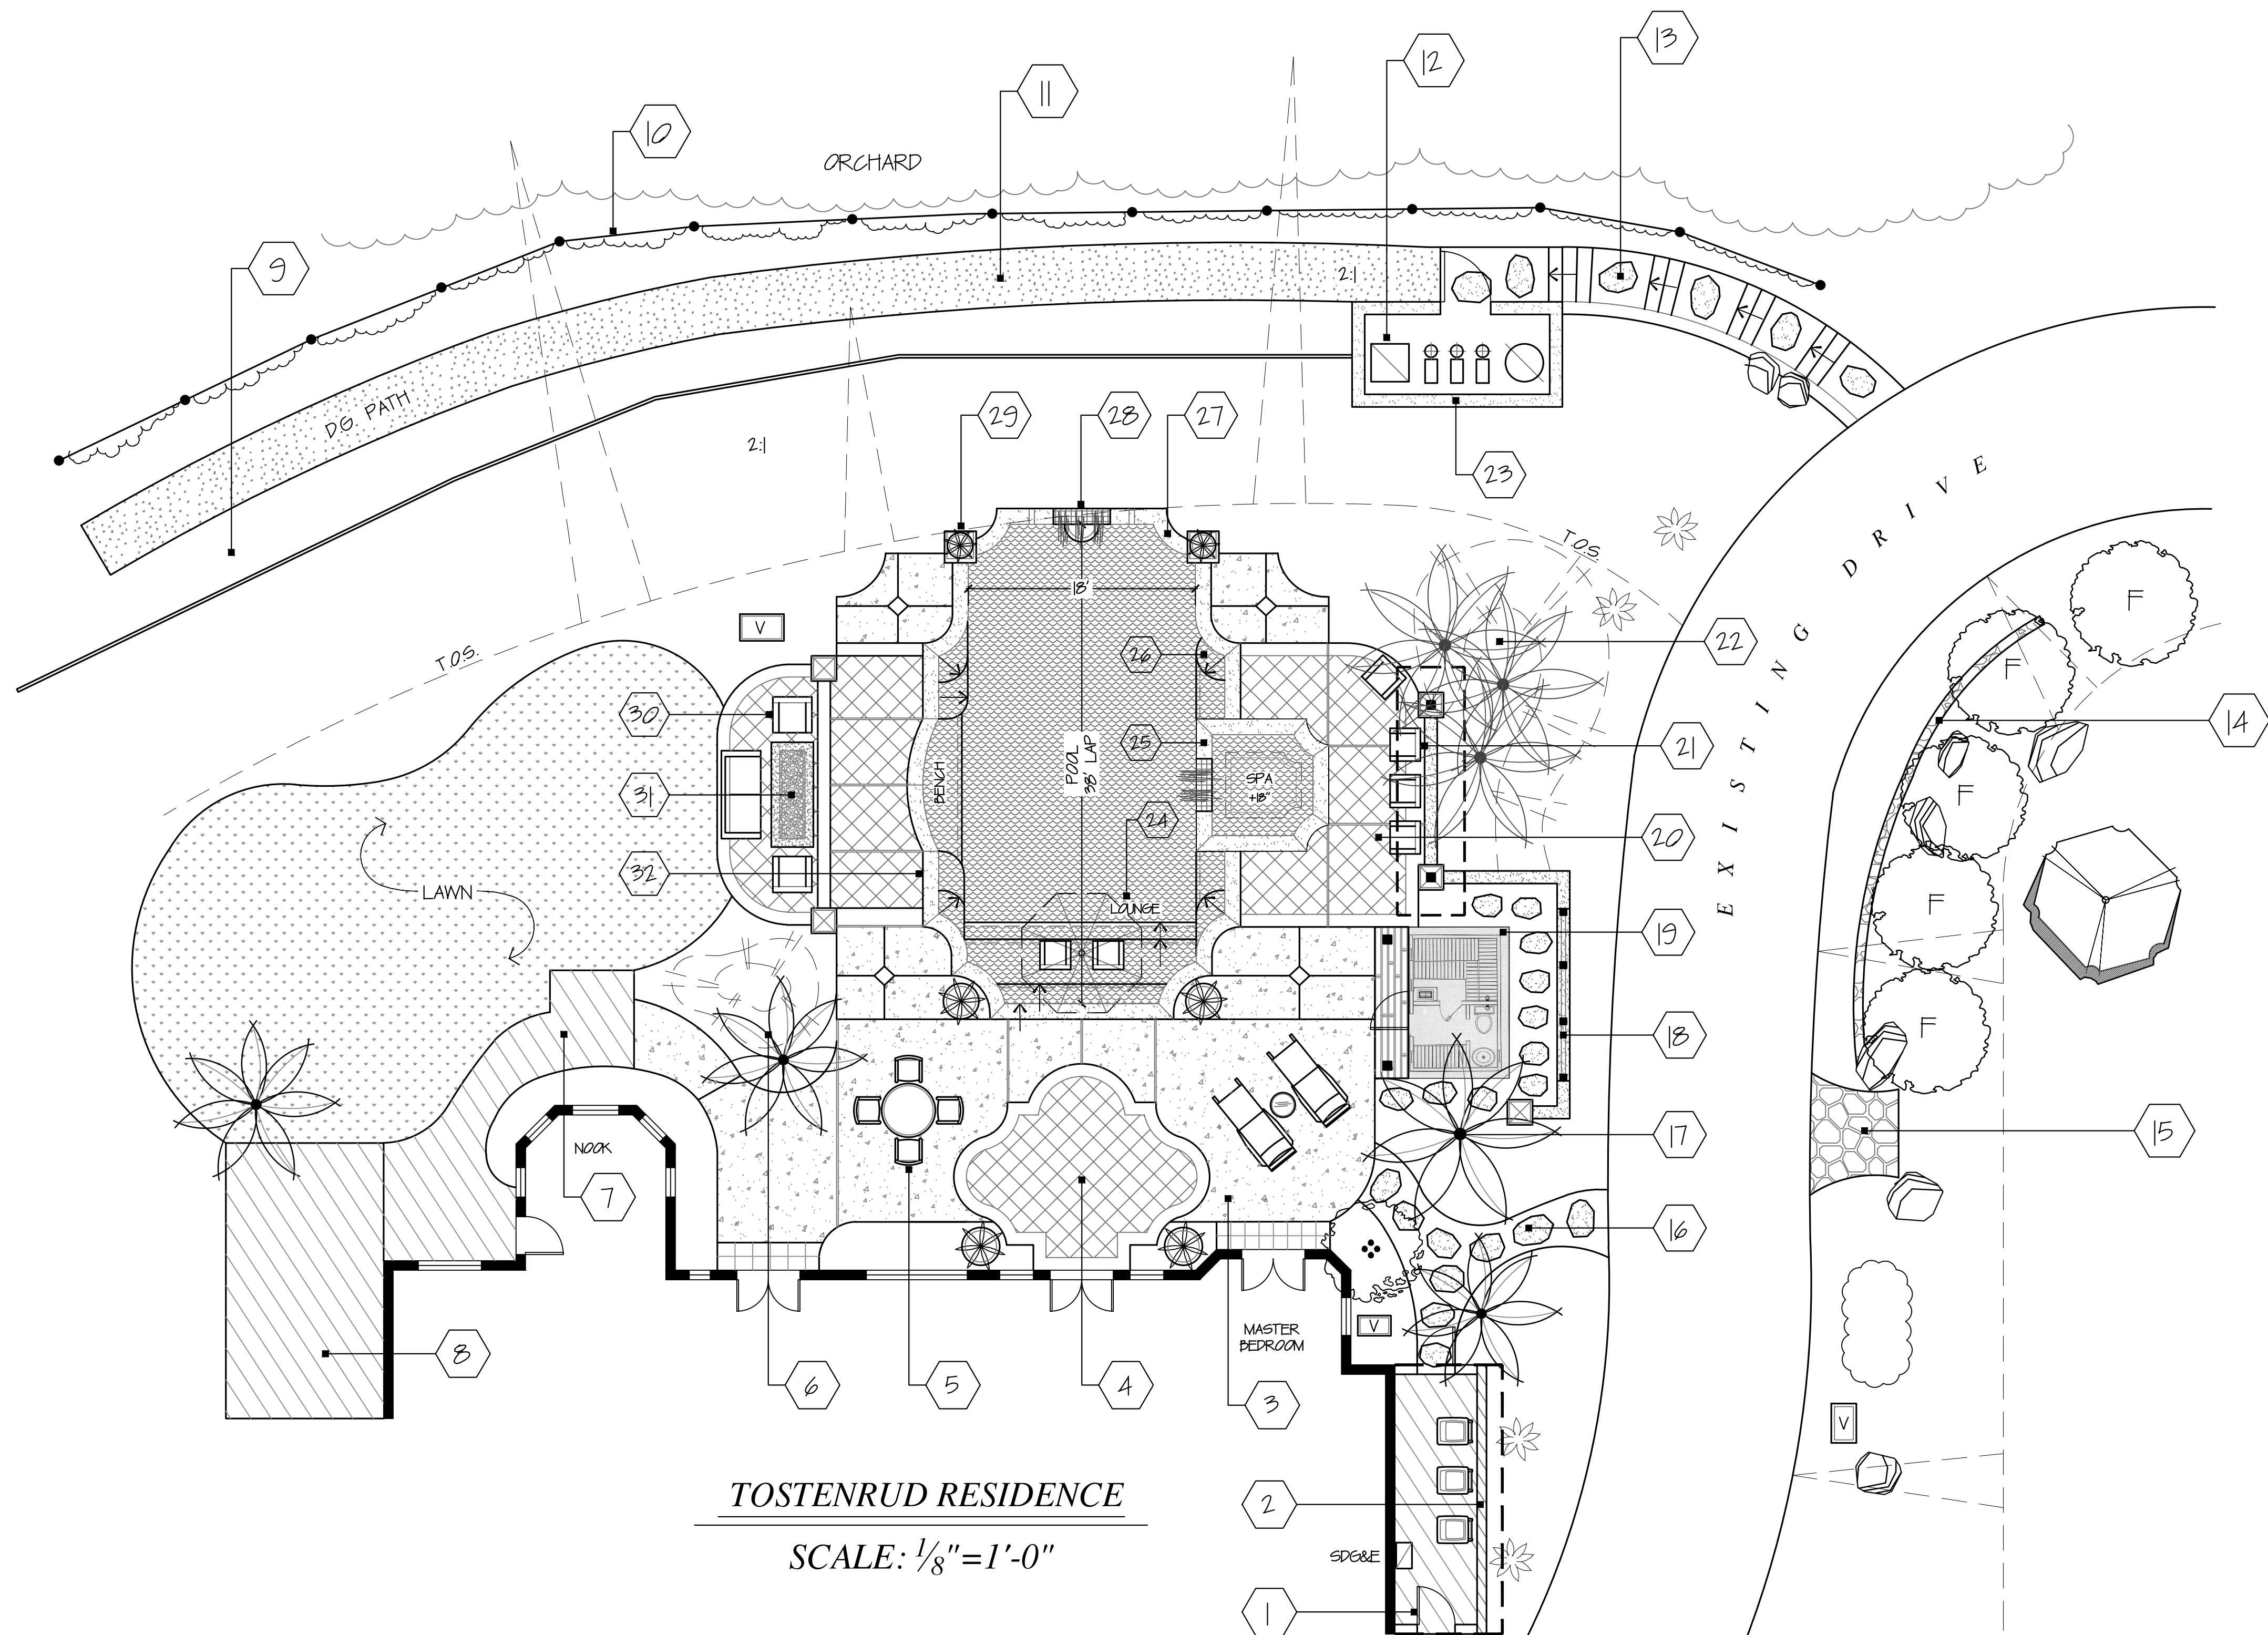 13
12
11
10
ORCHARD
9
2:1
D.G. PATH
29
28
27
2:1
23
EXISTING DRIVE
T.O.S
18'
F
V
26
22
F
T.O.S.
30
25
21
14
POOL
38' LAP
BENCH
SPA
+18"
31
F
24
20
32
LAWN
LOUNGE
F
19
18
F
17
15
NOOK
7
16
MASTER
BEDROOM
V
8
6
5
4
3
V
TOSTENRUD RESIDENCE
2
SCALE: 1/8"=1'-0"
SDG&E
1